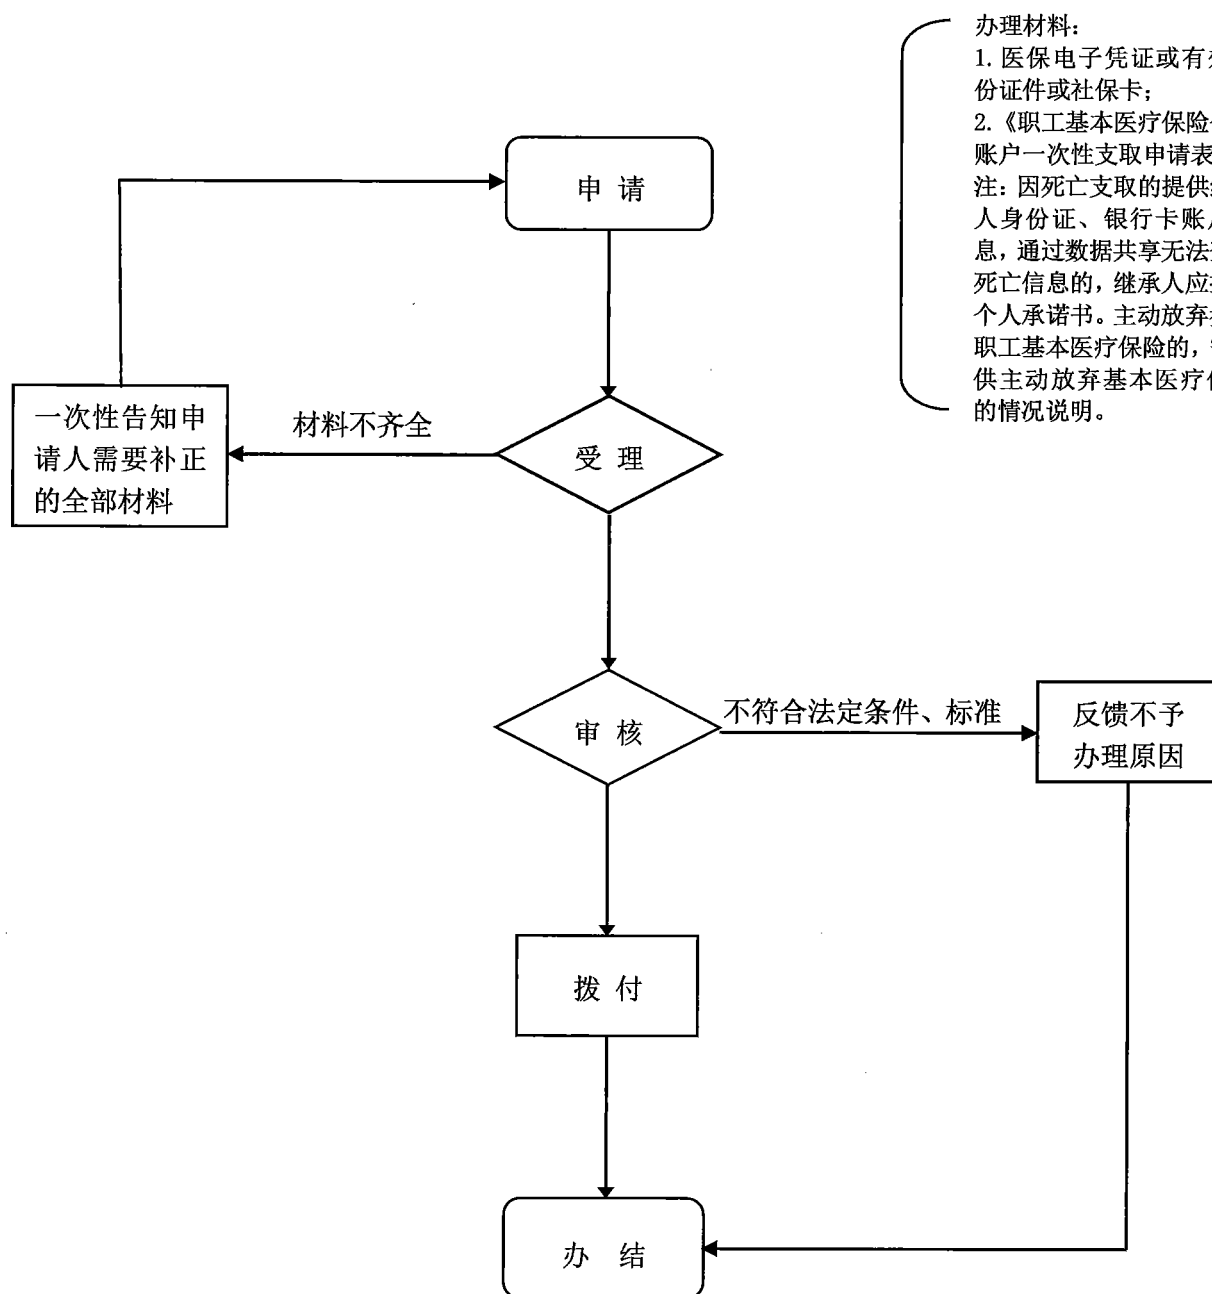 办理材料：
1. 医保电子凭证或有
份证件或社保卡；
2.《职工基本医疗保险
账户一次性支取申请表
注：因死亡支取的提供
人身份证、银行卡账
息，通过数据共享无法
死亡信息的，继承人应
个人承诺书。主动放弃
职工基本医疗保险的，
供主动放弃基本医疗
的情况说明。
申 请
一次性告知申
请人需要补正
的全部材料
材料不齐全
受 理
审 核
不符合法定条件、标准
反馈不予
办理原因
拨 付
办 结